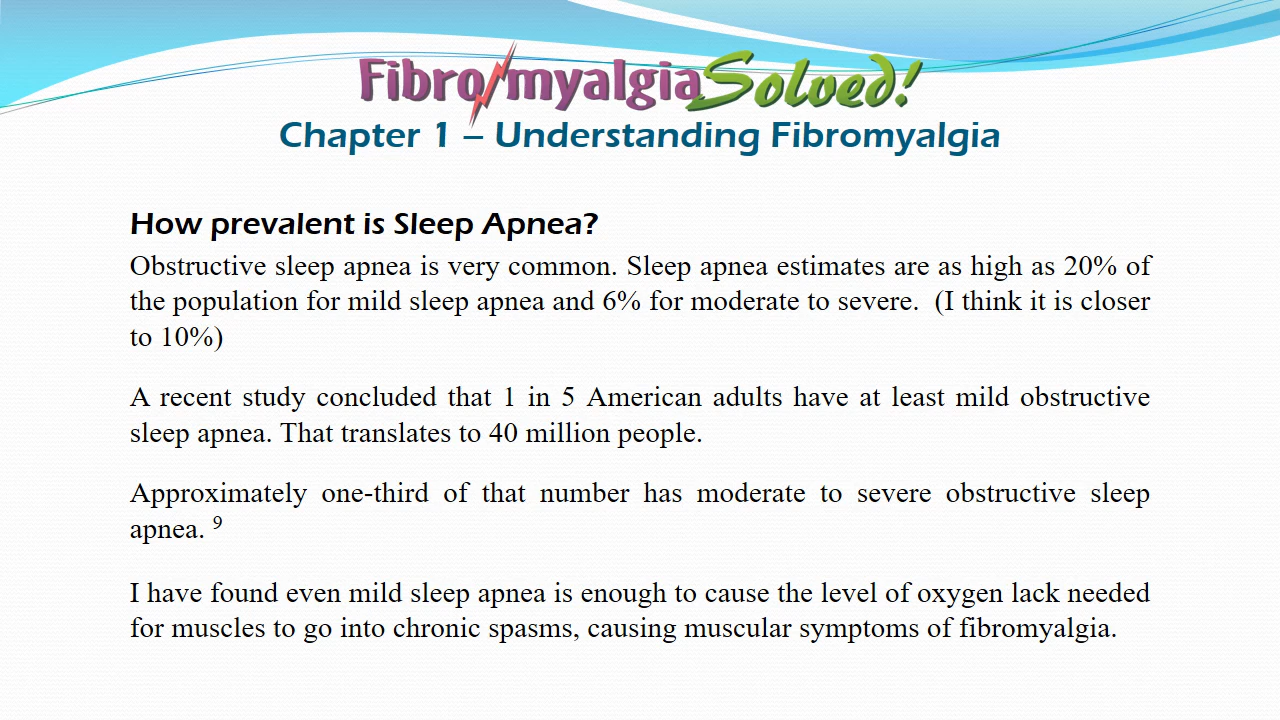 Fibromyalgia Solved!
Chapter 1 – Understanding Fibromyalgia
How prevalent is Sleep Apnea?
Obstructive sleep apnea is very common. Sleep apnea estimates are as high as 20% of
the population for mild sleep apnea and 6% for moderate to severe.  (I think it is closer
to 10%)
A recent study concluded that 1 in 5 American adults have at least mild obstructive
sleep apnea. That translates to 40 million people.
Approximately one-third of that number has moderate to severe obstructive sleep
apnea. 9
I have found even mild sleep apnea is enough to cause the level of oxygen lack needed
for muscles to go into chronic spasms, causing muscular symptoms of fibromyalgia.